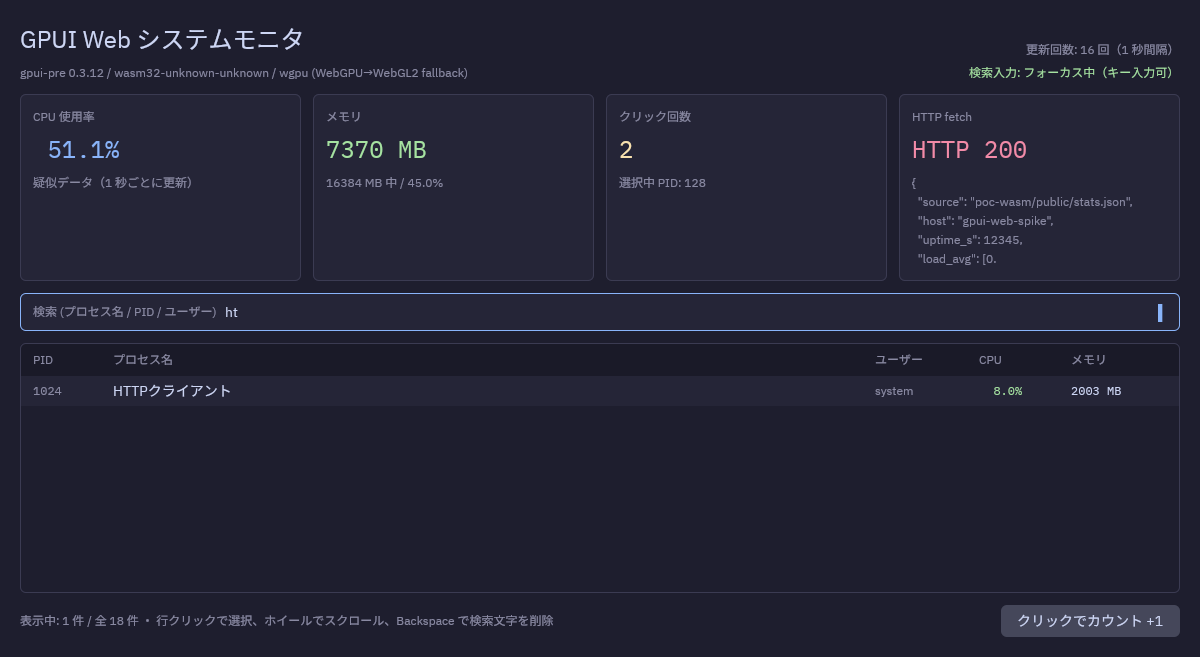 GPUI Web システムモニタ
更新回数: 16 回（1 秒間隔）
gpui-pre 0.3.12 / wasm32-unknown-unknown / wgpu (WebGPU→WebGL2 fallback)
検索入力: フォーカス中（キー入力可）
CPU 使用率
51.1%
疑似データ（1 秒ごとに更新）
メモリ
7370 MB
16384 MB 中 / 45.0%
クリック回数
2
選択中 PID: 128
HTTP fetch
HTTP 200
{
"source": "poc-wasm/public/stats.json",
"host": "gpui-web-spike",
"uptime_s": 12345,
"load_avg": [0.
検索 (プロセス名 / PID / ユーザー) ht
PID プロセス名 ユーザー CPU メモリ
1024 HTTPクライアント system 8.0% 2003 MB
表示中: 1 件 / 全 18 件 ・ 行クリックで選択、ホイールでスクロール、Backspace で検索文字を削除
クリックでカウント +1